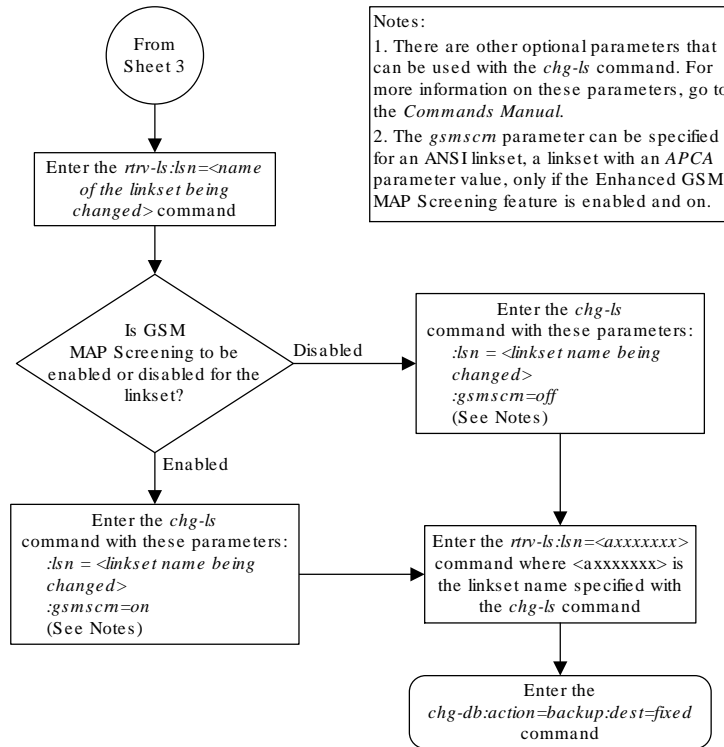 From
Sheet 3
Notes:
1. There are other optional parameters that
can be used with the chg-ls command. For
more information on these parameters, go to
the Commands Manual.
2. The gsmscrn parameter can be specified
for an ANSI linkset, a linkset with an APCA
parameter value, only if the Enhanced GSM
MAP Screening feature is enabled and on.
Enter the rtrv-ls:lsn=<name
of the linkset being
changed> command
Is GSM
MAP Screening to be
enabled or disabled for the
linkset?
Disabled
Enter the chg-ls
command with these parameters:
:lsn = <linkset name being
changed>
:gsmscrn=off
(See Notes)
Enabled
Enter the chg-ls
command with these parameters:
:lsn = <linkset name being
changed>
:gsmscrn=on
(See Notes)
Enter the rtrv-ls:lsn=<axxxxxxx>
command where <axxxxxxx> is
the linkset name specified with
the chg-ls command
Enter the
chg-db:action=backup:dest=fixed
command